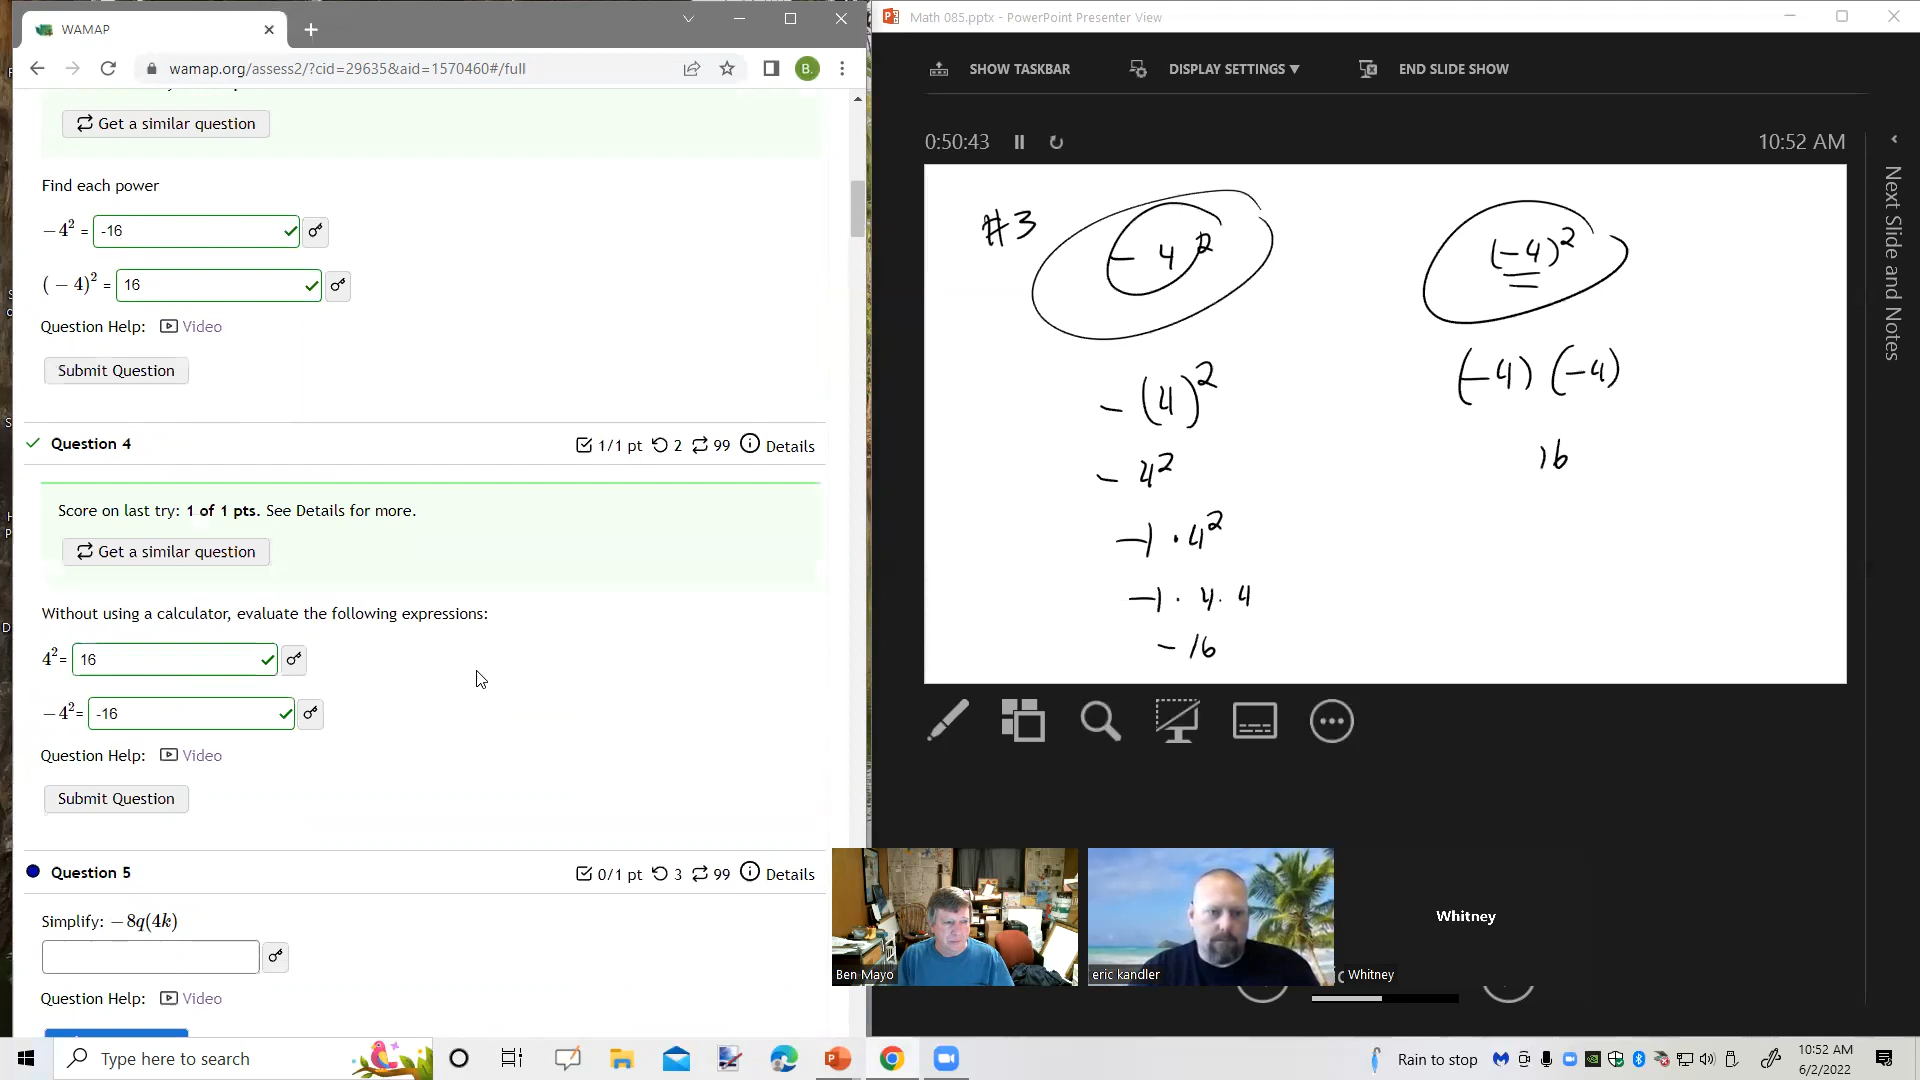 WAMAP
wamap.org/assess2/?cid=29635&aid=1570460#/full
B.
Get a similar question
Find each power
−4² = -16
(−4)² = 16
Question Help: Video
Submit Question
Question 4
1/1 pt 2 99 Details
Score on last try: 1 of 1 pts. See Details for more.
Get a similar question
Without using a calculator, evaluate the following expressions:
4²= 16
−4²= -16
Question Help: Video
Submit Question
Question 5
0/1 pt 3 99 Details
Simplify: −8q(4k)
Question Help: Video
Math 085.pptx - PowerPoint Presenter View
SHOW TASKBAR
DISPLAY SETTINGS ▼
END SLIDE SHOW
0:50:43
10:52 AM
Next Slide and Notes
#3
- 4²
(-4)²
- (4)²
(-4) (-4)
- 4²
16
-1 · 4²
-1 · 4 · 4
- 16
Ben Mayo
eric kandler
Whitney
Whitney
Type here to search
Rain to stop
10:52 AM
6/2/2022